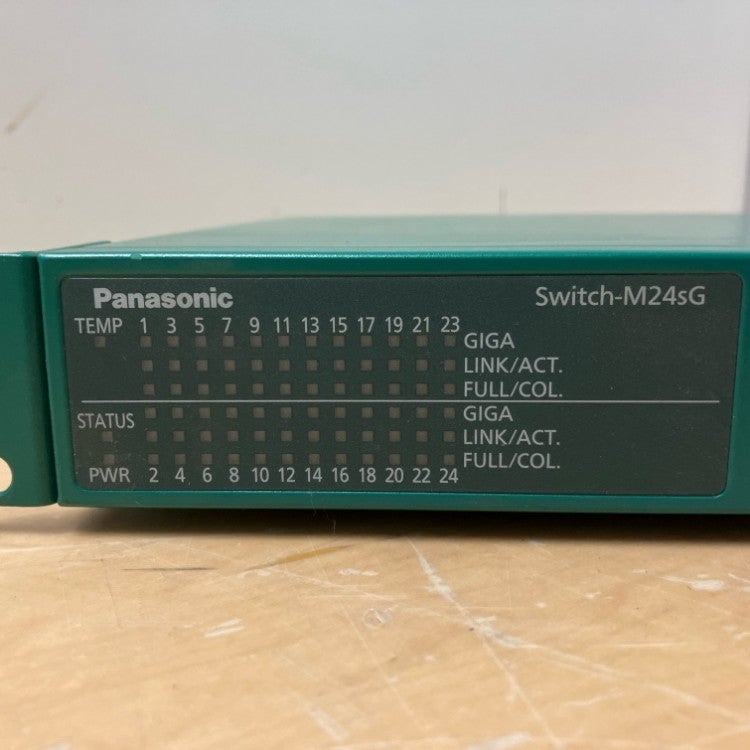 Panasonic Switch-M24sG
TEMP 1 3 5 7 9 11 13 15 17 19 21 23
GIGA
LINK/ACT.
FULL/COL.
STATUS GIGA
LINK/ACT.
FULL/COL.
PWR 2 4 6 8 10 12 14 16 18 20 22 24